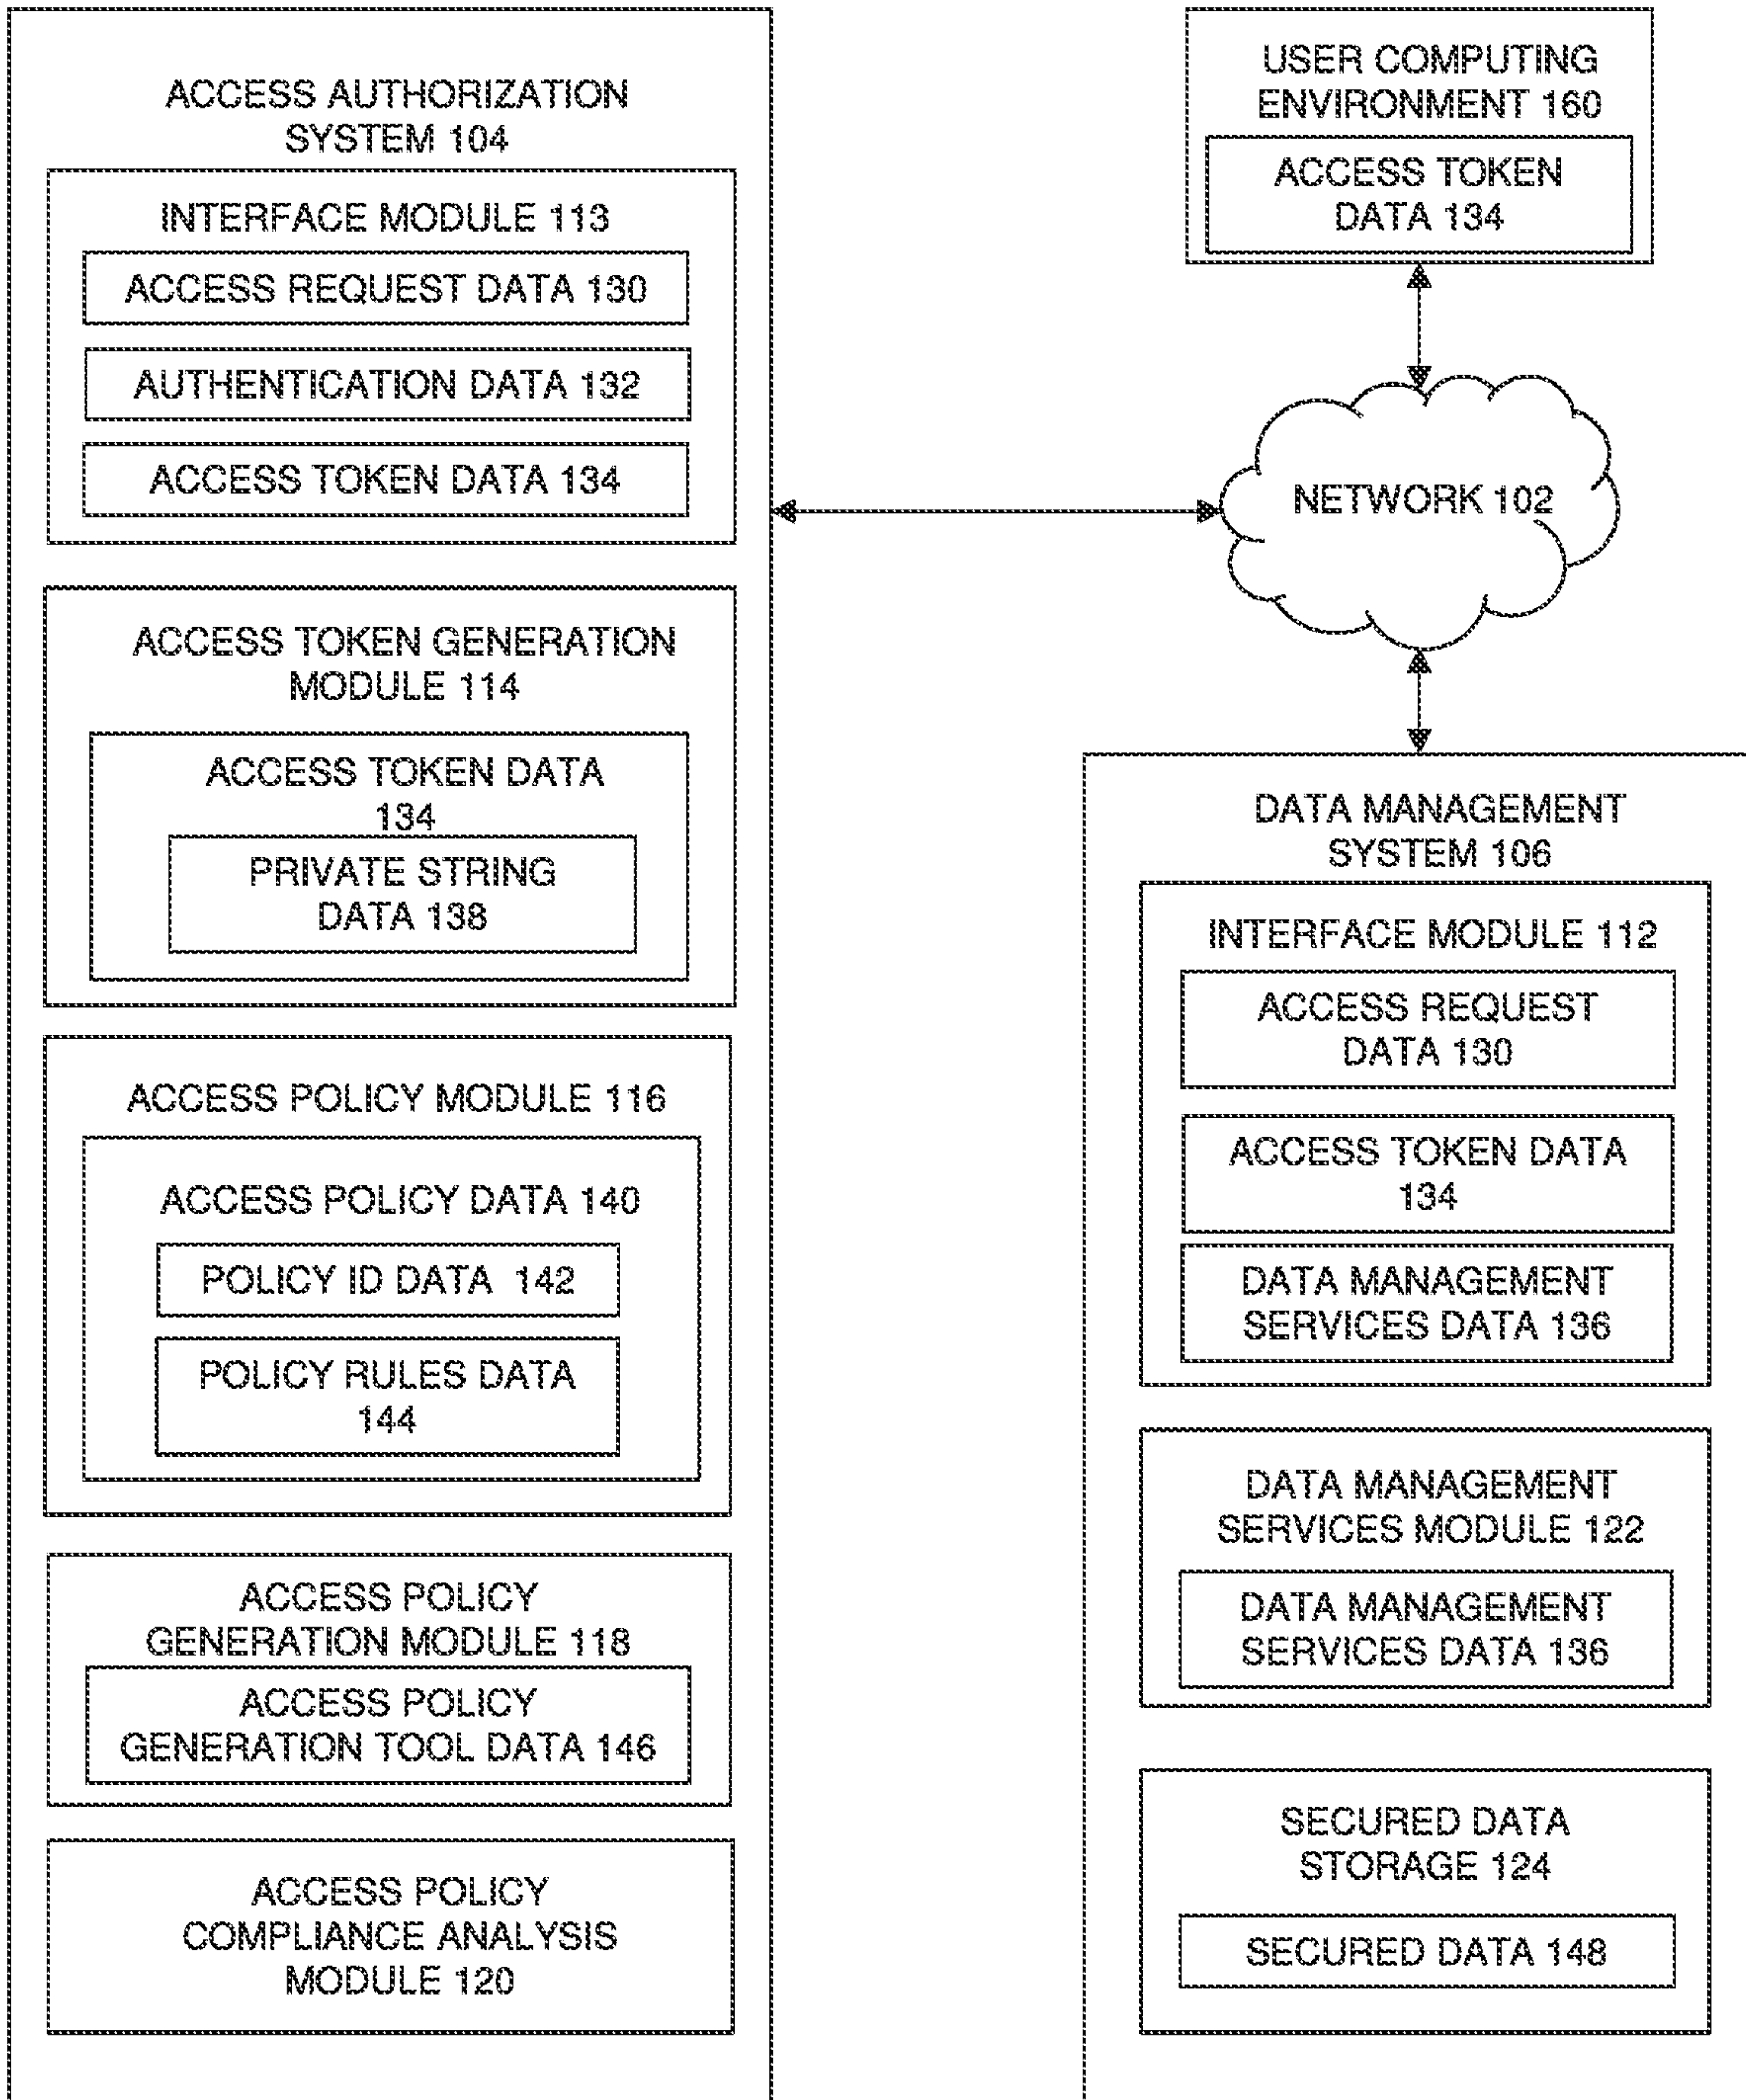 ACCESS AUTHORIZATION
SYSTEM 104
INTERFACE MODULE 113
ACCESS REQUEST DATA 130
AUTHENTICATION DATA 132
ACCESS TOKEN DATA 134
ACCESS TOKEN GENERATION
MODULE 114
ACCESS TOKEN DATA
134
PRIVATE STRING
DATA 138
ACCESS POLICY MODULE 116
ACCESS POLICY DATA 140
POLICY ID DATA 142
POLICY RULES DATA
144
ACCESS POLICY
GENERATION MODULE 118
ACCESS POLICY
GENERATION TOOL DATA 146
ACCESS POLICY
COMPLIANCE ANALYSIS
MODULE 120
USER COMPUTING
ENVIRONMENT 160
ACCESS TOKEN
DATA 134
NETWORK 102
DATA MANAGEMENT
SYSTEM 106
INTERFACE MODULE 112
ACCESS REQUEST
DATA 130
ACCESS TOKEN DATA
134
DATA MANAGEMENT
SERVICES DATA 136
DATA MANAGEMENT
SERVICES MODULE 122
DATA MANAGEMENT
SERVICES DATA 136
SECURED DATA
STORAGE 124
SECURED DATA 148